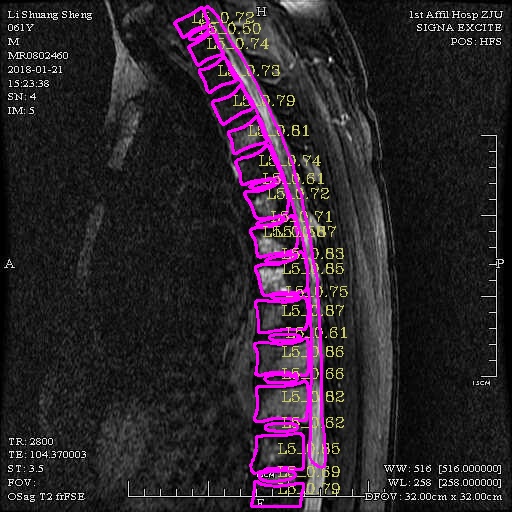 Li Shuang Sheng
061Y
M
MR0802460
2018-01-21
15:23:38
SN: 4
IM: 5
H
1st Affil Hosp ZJU
SIGNA EXCITE
POS: HFS
L5_0.72
L5_0.50
L5_0.74
L5_0.73
L5_0.79
L5_0.81
L5_0.74
L5_0.61
L5_0.72
L5_0.71
L5_0.83
L5_0.85
L5_0.75
L5_0.87
L5_0.61
L5_0.86
L5_0.66
L5_0.82
L5_0.62
L5_0.85
L5_0.69
L5_0.79
A
P
15CM
TR: 2800
TE: 104.370003
ST: 3.5
FOV:
OSag T2 frFSE
F
WW: 516 [516.000000]
WL: 258 [258.000000]
DFOV: 32.00cm x 32.00cm